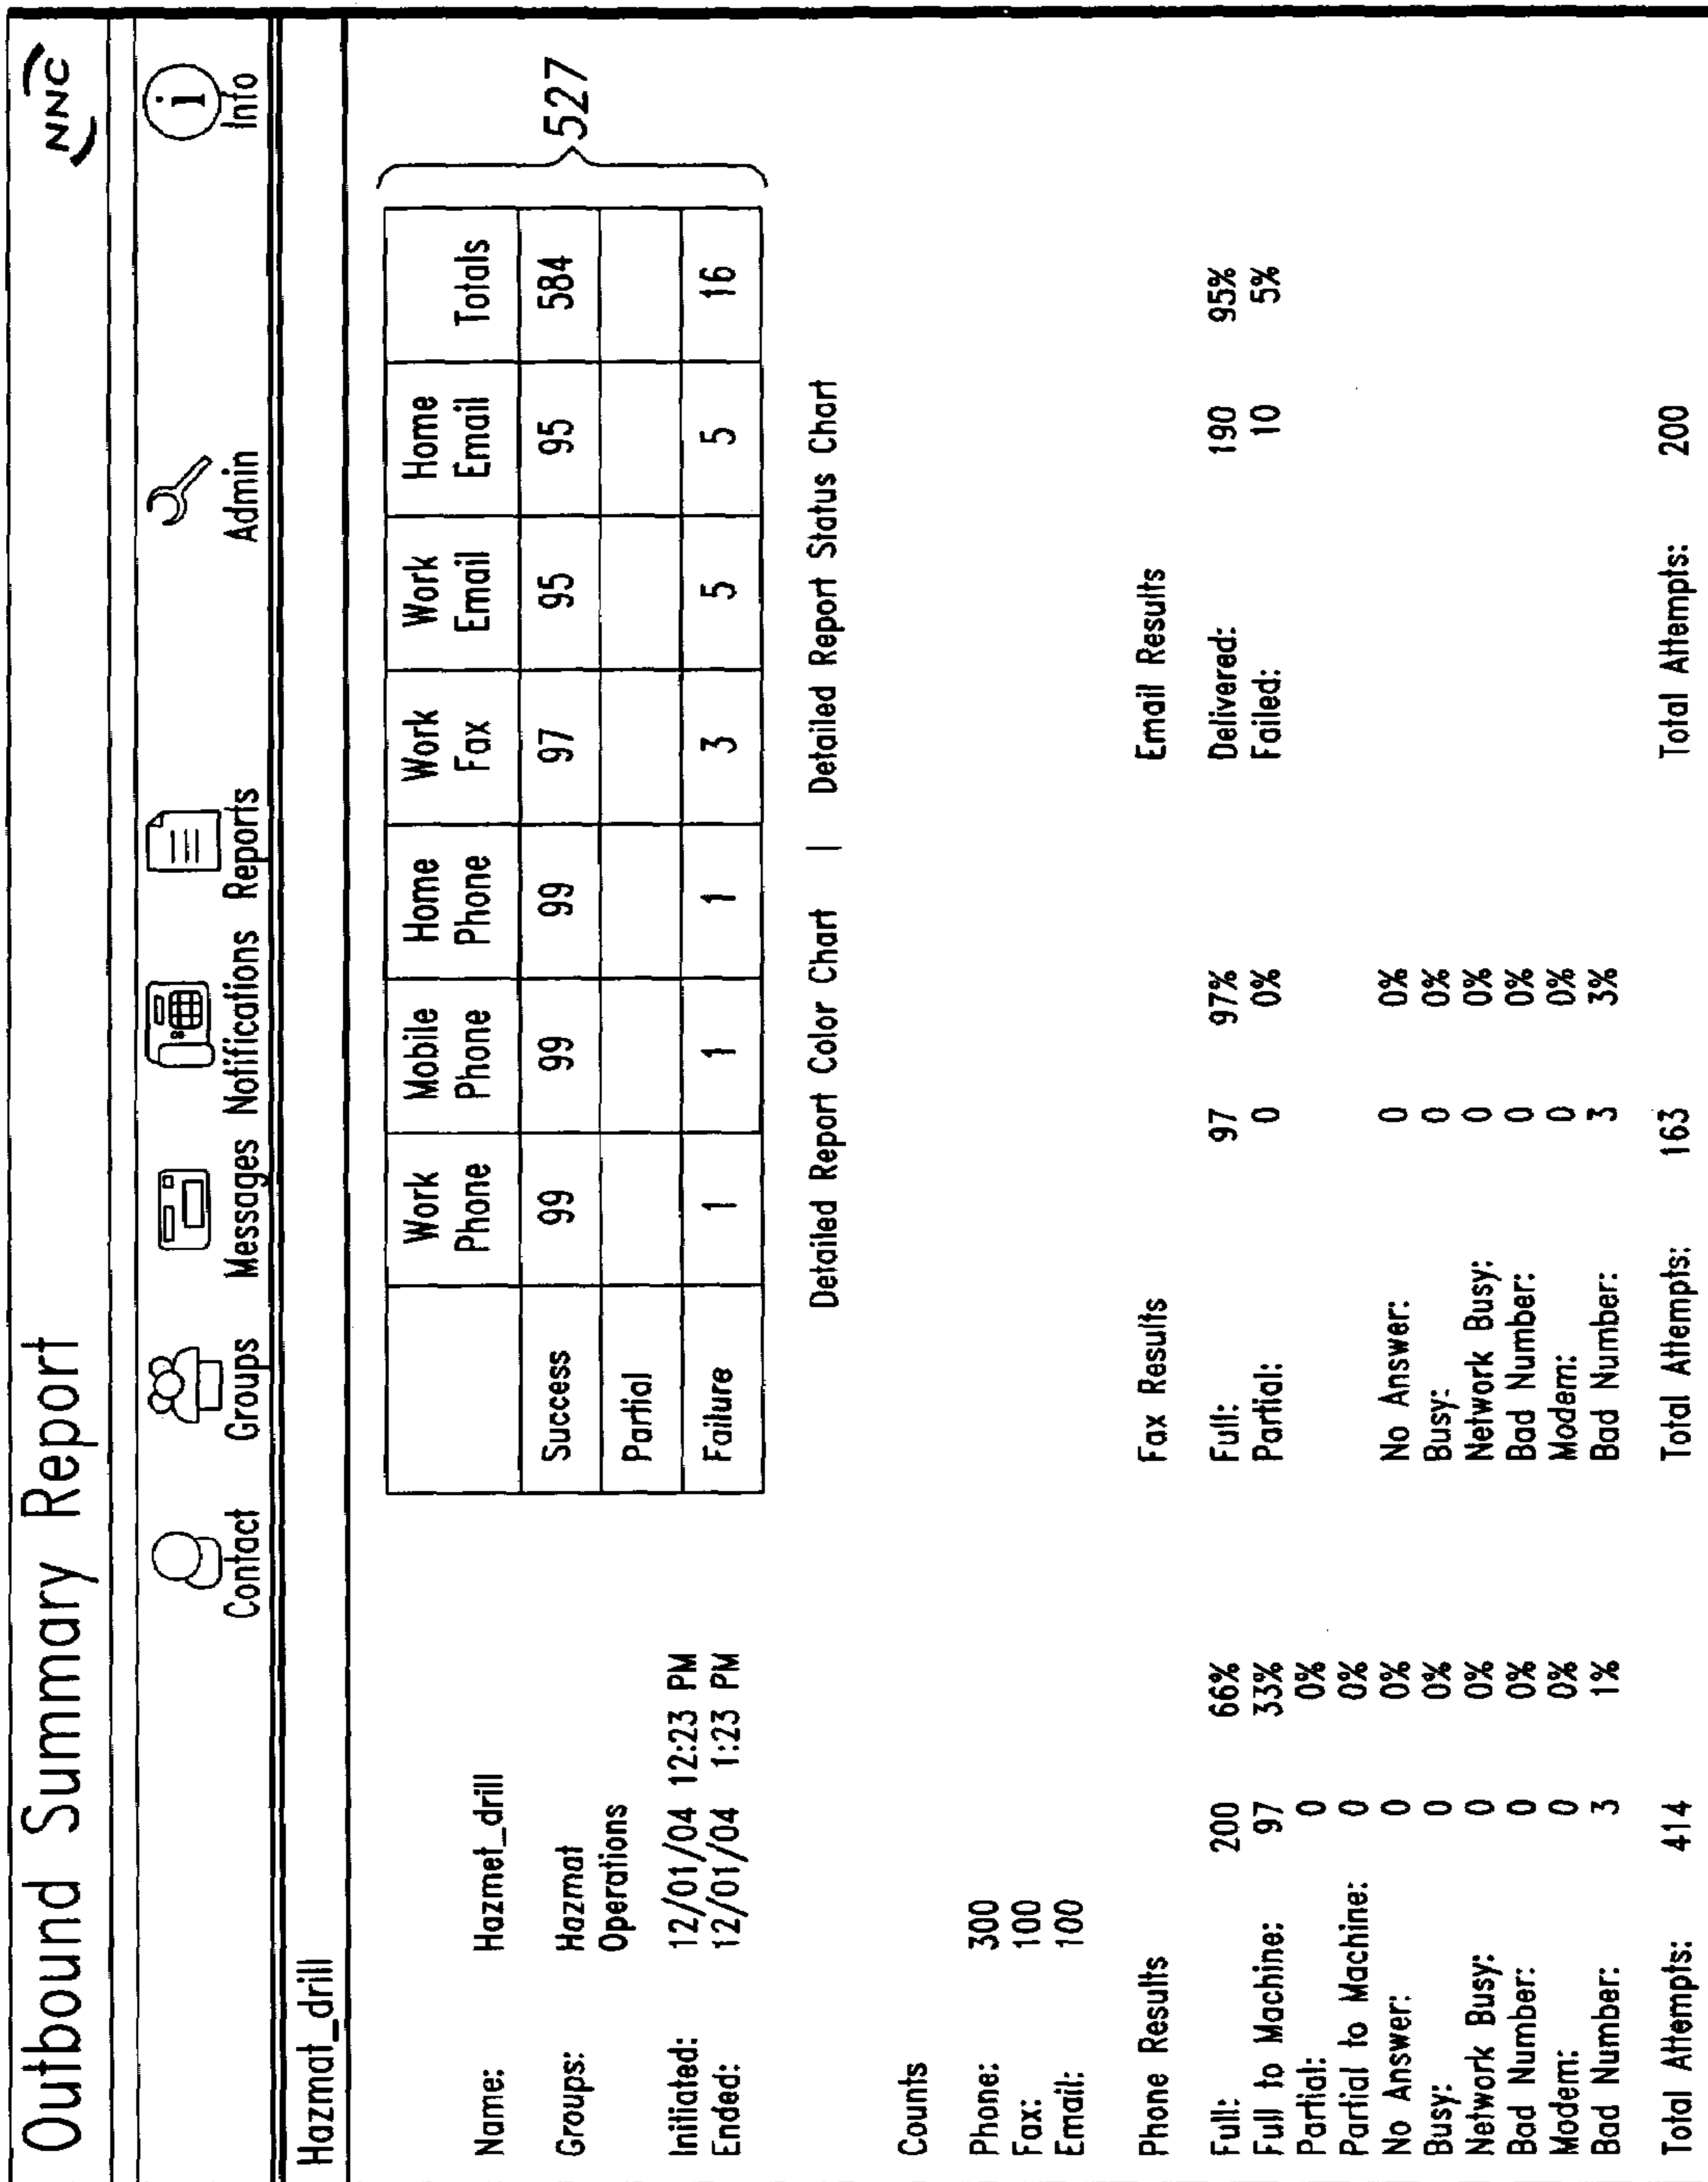 Outbound Summary Report
NNC
Contact Groups Messages Notifications Reports Admin Info
Hazmat_drill
Name: Hazmet_drill
Groups: Hazmat
Operations
Initiated: 12/01/04 12:23 PM
Ended: 12/01/04 1:23 PM
Work Phone Mobile Phone Home Phone Work Fax Work Email Home Email Totals
Success 99 99 99 97 95 95 584
Partial
Failure 1 1 1 3 5 5 16
527
Detailed Report Color Chart | Detailed Report Status Chart
Counts
Phone: 300
Fax: 100
Email: 100
Phone Results
Full: 200 66%
Full to Machine: 97 33%
Partial: 0 0%
Partial to Machine: 0 0%
No Answer: 0 0%
Busy: 0 0%
Network Busy: 0 0%
Bad Number: 0 0%
Modem: 0 0%
Bad Number: 3 1%
Total Attempts: 414
Fax Results
Full: 97 97%
Partial: 0 0%
No Answer: 0 0%
Busy: 0 0%
Network Busy: 0 0%
Bad Number: 0 0%
Modem: 0 0%
Bad Number: 3 3%
Total Attempts: 163
Email Results
Delivered: 190 95%
Failed: 10 5%
Total Attempts: 200